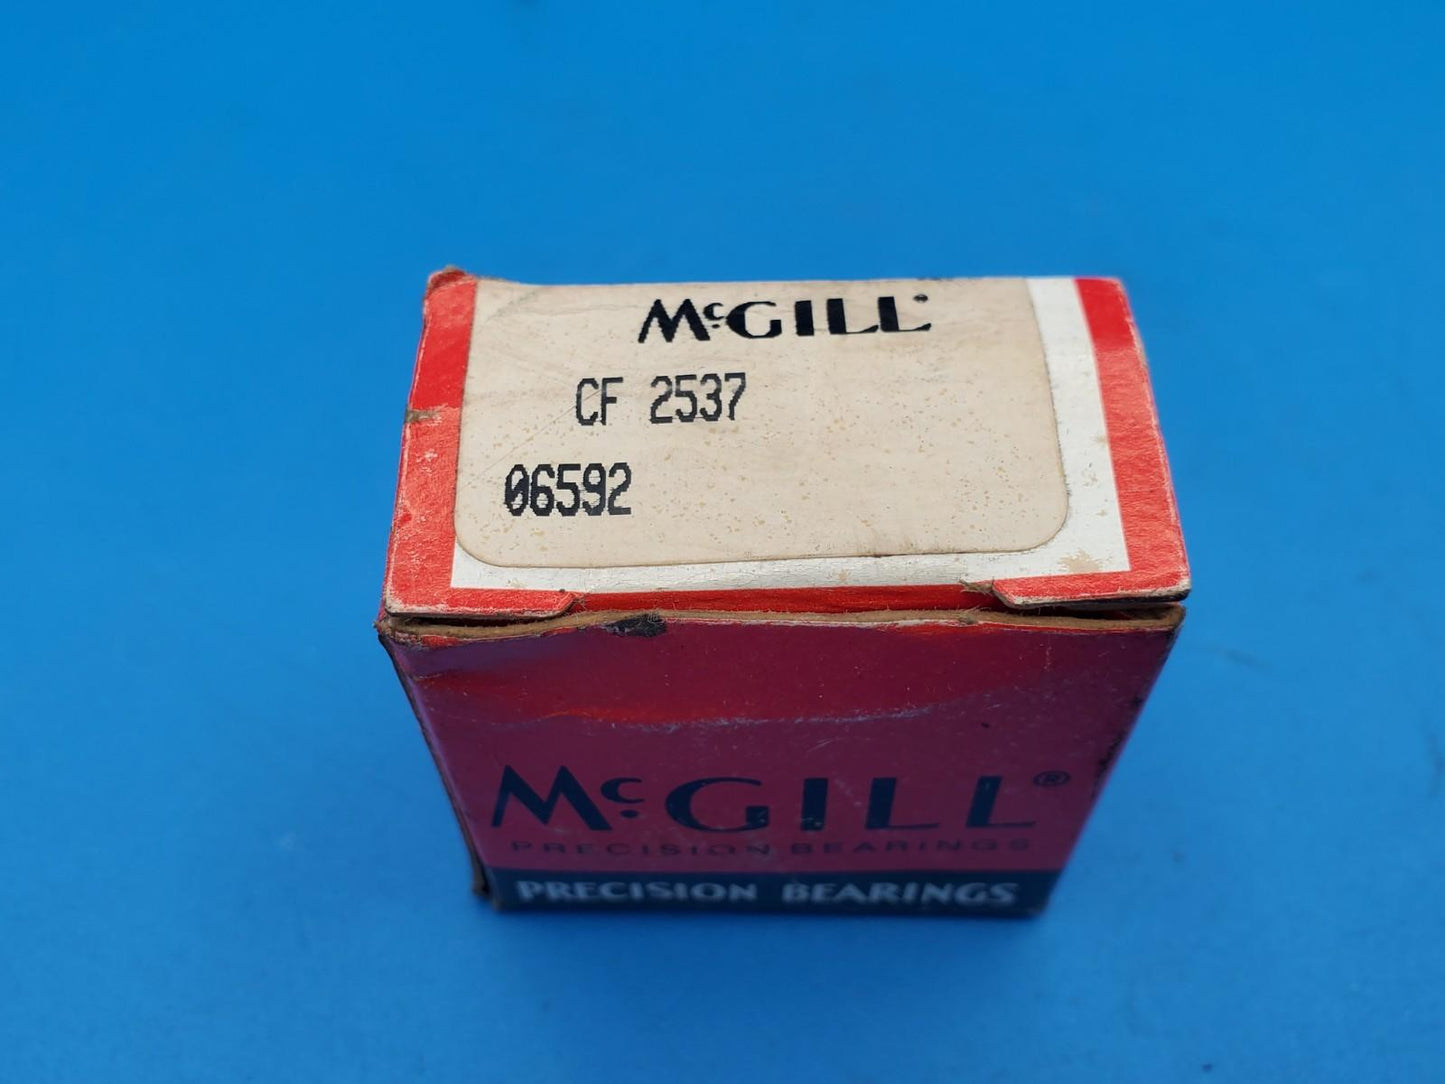 McGILL®
CF 2537
06592
McGILL®
PRECISION BEARINGS
PRECISION BEARINGS